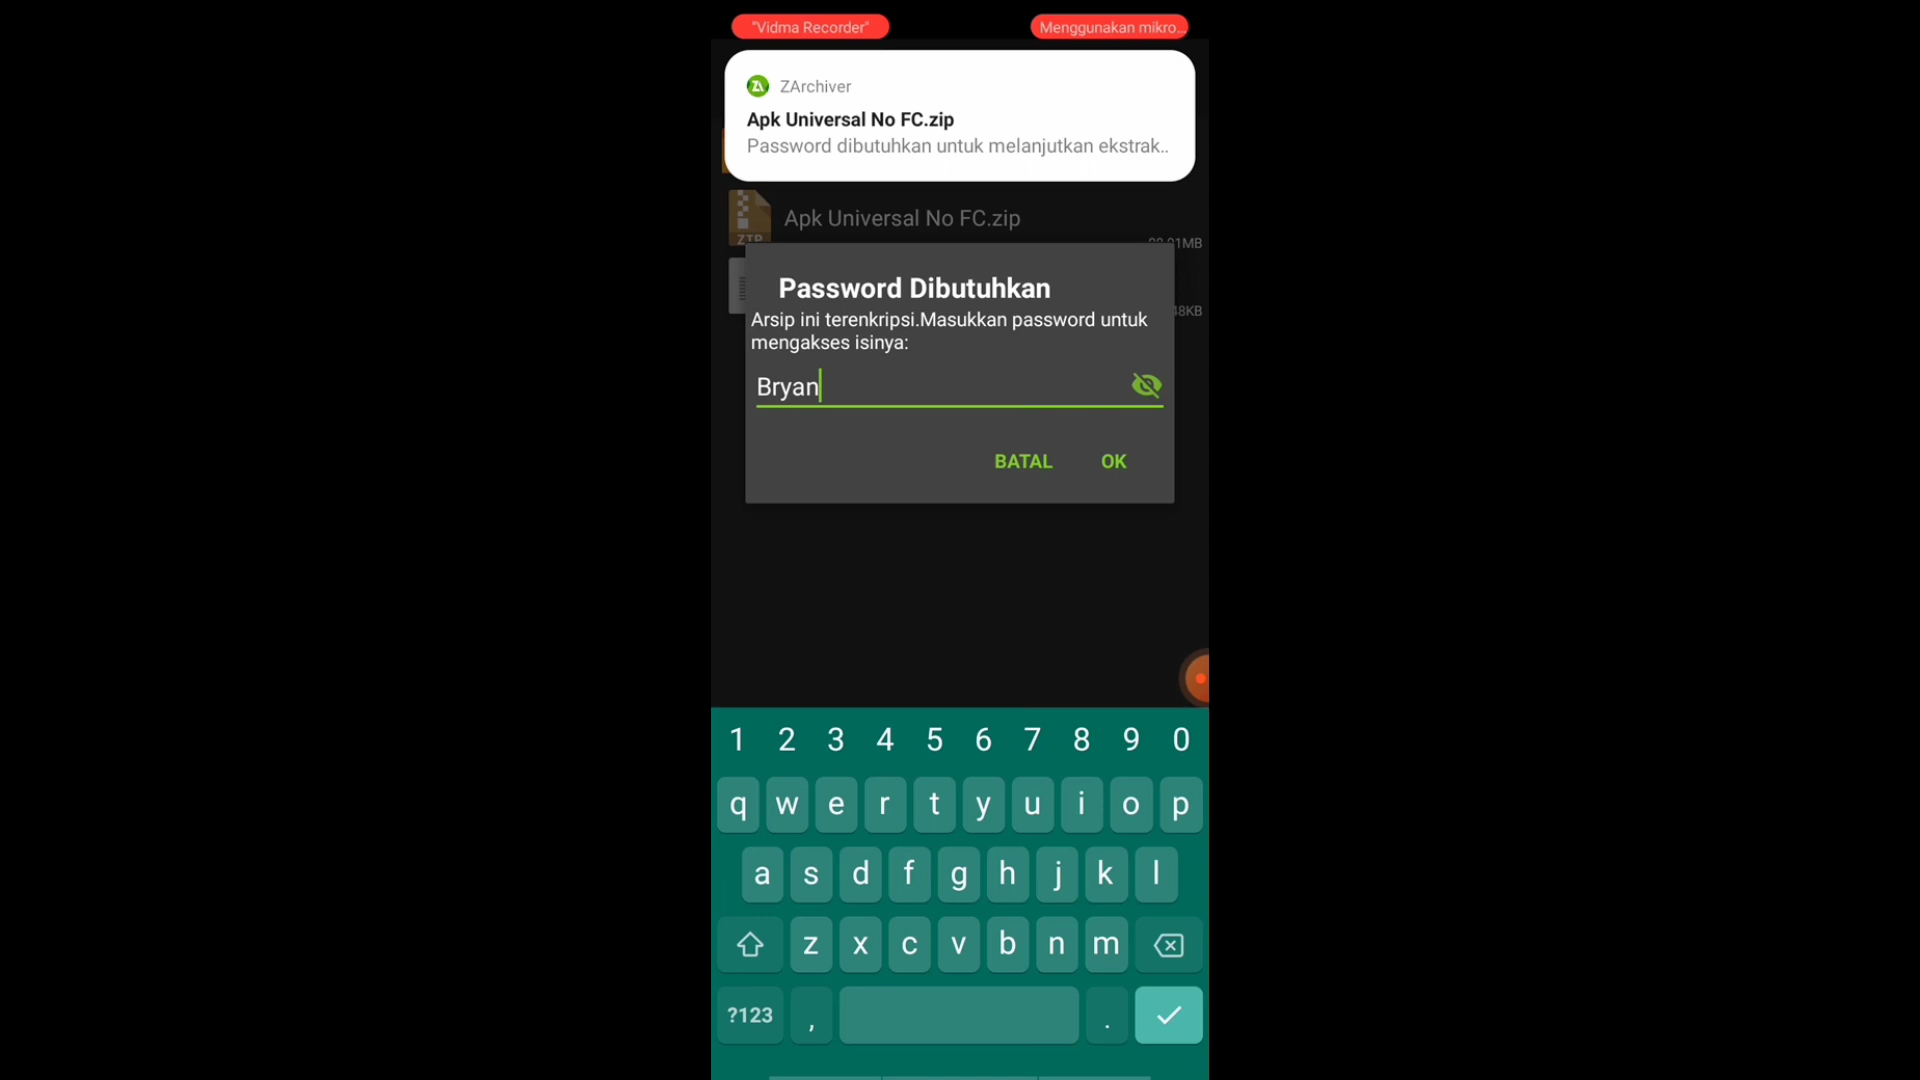 "Vidma Recorder"
Menggunakan mikro...
ZArchiver
Apk Universal No FC.zip
Password dibutuhkan untuk melanjutkan ekstrak..
Apk Universal No FC.zip
ZIP
Password Dibutuhkan
Arsip ini terenkripsi.Masukkan password untuk
mengakses isinya:
Bryan
BATAL OK
1 2 3 4 5 6 7 8 9 0
q w e r t y u i o p
a s d f g h j k l
z x c v b n m
?123 , .